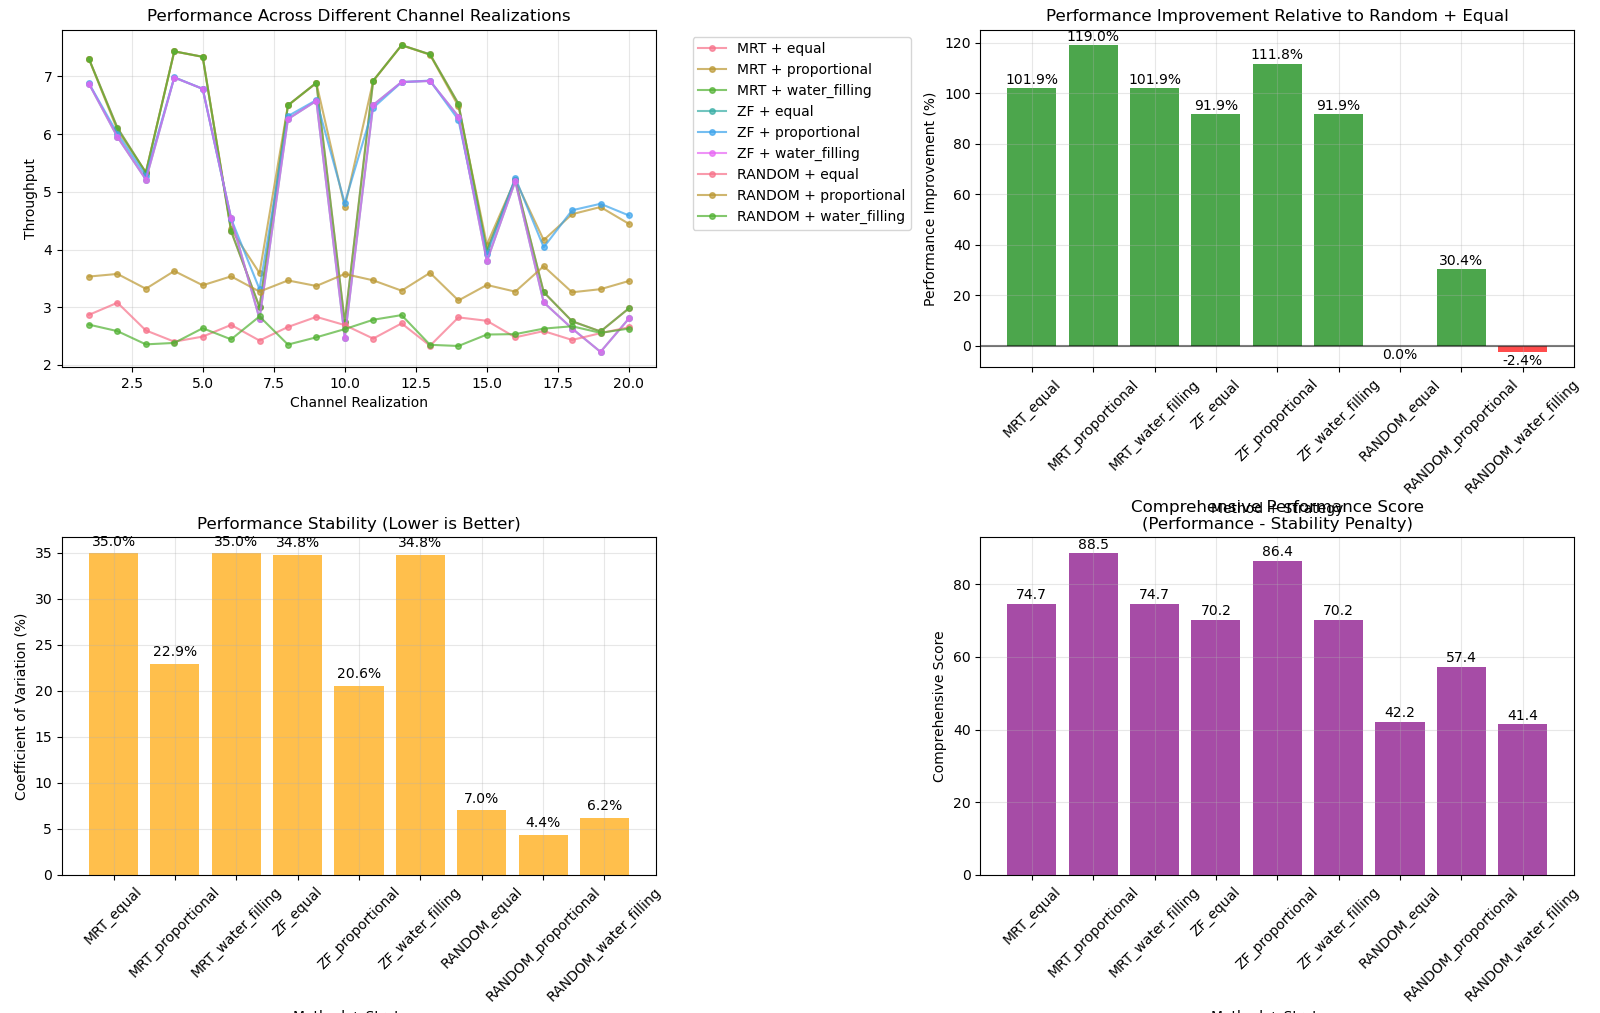 Performance Across Different Channel Realizations
Throughput
7
6
5
4
3
2
2.5 5.0 7.5 10.0 12.5 15.0 17.5 20.0
Channel Realization
MRT + equal
MRT + proportional
MRT + water_filling
ZF + equal
ZF + proportional
ZF + water_filling
RANDOM + equal
RANDOM + proportional
RANDOM + water_filling
Performance Improvement Relative to Random + Equal
Performance Improvement (%)
120
100
80
60
40
20
0
101.9%
119.0%
101.9%
91.9%
111.8%
91.9%
0.0%
30.4%
-2.4%
MRT_equal
MRT_proportional
MRT_water_filling
ZF_equal
ZF_proportional
ZF_water_filling
RANDOM_equal
RANDOM_proportional
RANDOM_water_filling
Method + Strategy
Performance Stability (Lower is Better)
Coefficient of Variation (%)
35
30
25
20
15
10
5
0
35.0%
22.9%
35.0%
34.8%
20.6%
34.8%
7.0%
4.4%
6.2%
MRT_equal
MRT_proportional
MRT_water_filling
ZF_equal
ZF_proportional
ZF_water_filling
RANDOM_equal
RANDOM_proportional
RANDOM_water_filling
Comprehensive Performance Score
(Performance - Stability Penalty)
Comprehensive Score
80
60
40
20
0
74.7
88.5
74.7
70.2
86.4
70.2
42.2
57.4
41.4
MRT_equal
MRT_proportional
MRT_water_filling
ZF_equal
ZF_proportional
ZF_water_filling
RANDOM_equal
RANDOM_proportional
RANDOM_water_filling